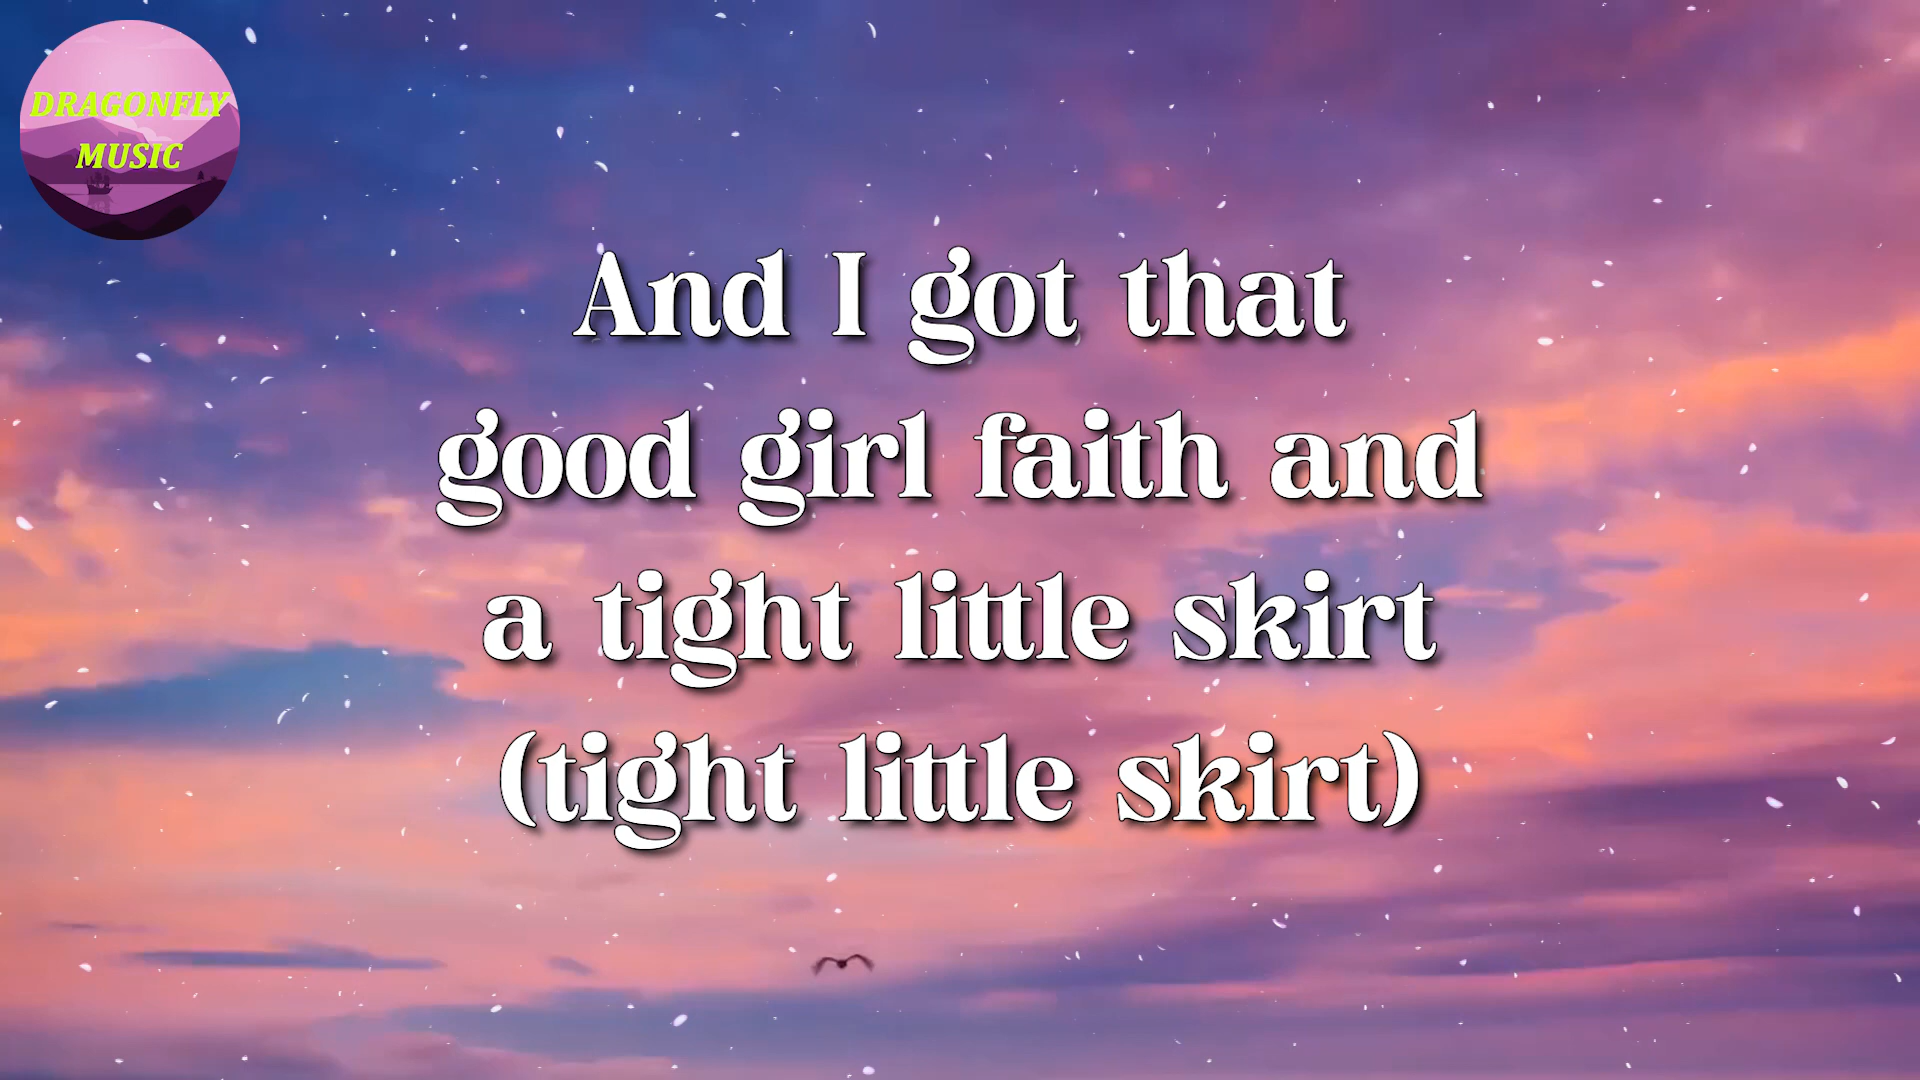 DRAGONFLY
MUSIC
And I got that
good girl faith and
a tight little skirt
(tight little skirt)